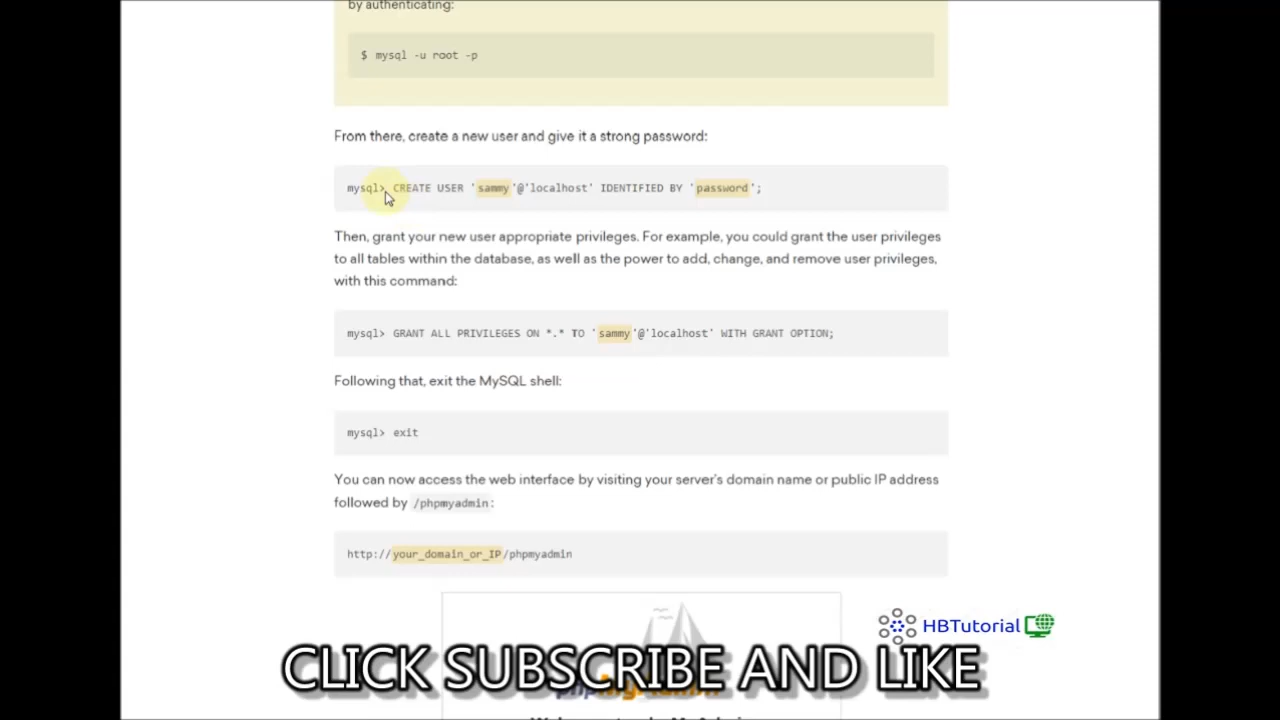 by authenticating:
$ mysql -u root -p
From there, create a new user and give it a strong password:
mysql> CREATE USER 'sammy'@'localhost' IDENTIFIED BY 'password';
Then, grant your new user appropriate privileges. For example, you could grant the user privileges
to all tables within the database, as well as the power to add, change, and remove user privileges,
with this command:
mysql> GRANT ALL PRIVILEGES ON *.* TO 'sammy'@'localhost' WITH GRANT OPTION;
Following that, exit the MySQL shell:
mysql> exit
You can now access the web interface by visiting your server's domain name or public IP address
followed by /phpmyadmin:
http://your_domain_or_IP/phpmyadmin
HBTutorial
CLICK SUBSCRIBE AND LIKE